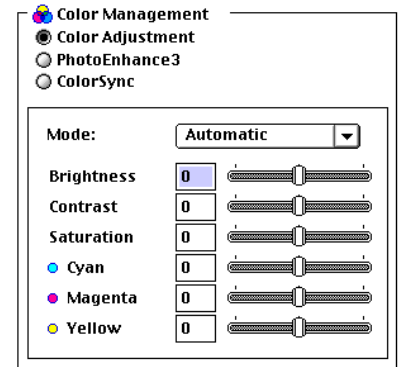 Color Management
Color Adjustment
PhotoEnhance3
ColorSync
Mode: Automatic
Brightness 0
Contrast 0
Saturation 0
Cyan 0
Magenta 0
Yellow 0